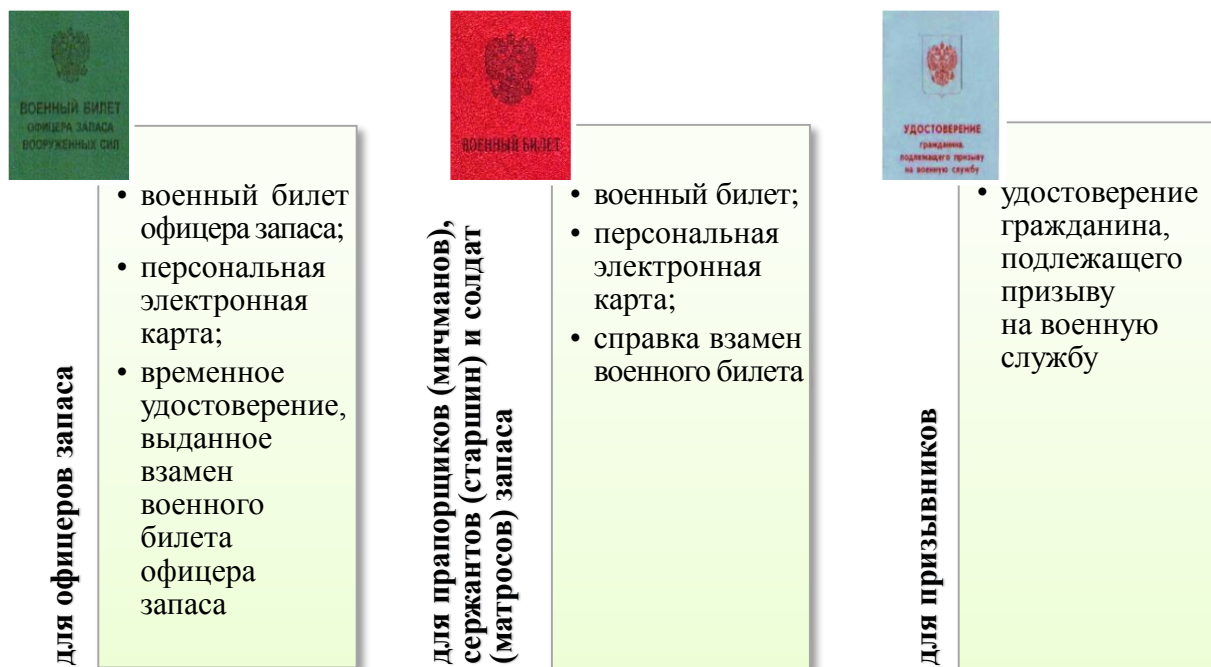 ВОЕННЫЙ БИЛЕТ
ОФИЦЕРА ЗАПАСА
ВООРУЖЕННЫХ СИЛ
для офицеров запаса
• военный билет
офицера запаса;
• персональная
электронная
карта;
• временное
удостоверение,
выданное
взамен
военного
билета
офицера
запаса
ВОЕННЫЙ БИЛЕТ
для прапорщиков (мичманов),
сержантов (старшин) и солдат
(матросов) запаса
• военный билет;
• персональная
электронная
карта;
• справка взамен
военного билета
УДОСТОВЕРЕНИЕ
гражданина,
подлежащего призыву
на военную службу
для призывников
• удостоверение
гражданина,
подлежащего
призыву
на военную
службу